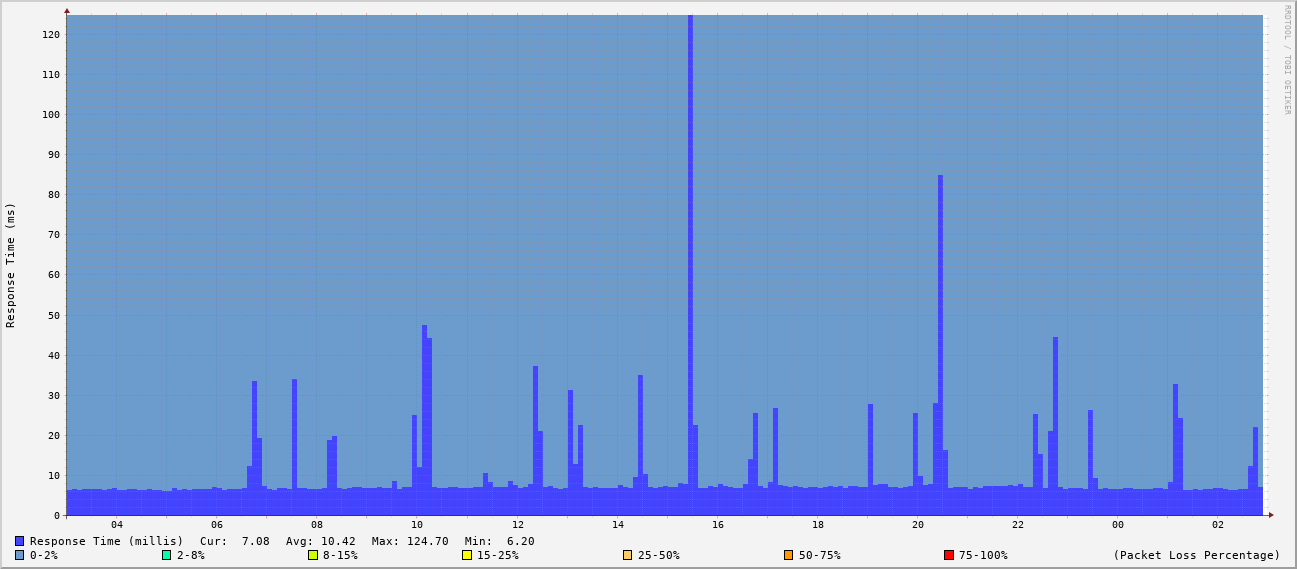 RRDTOOL / TOBI OETIKER
Response Time (ms)
120
110
100
90
80
70
60
50
40
30
20
10
0
04 06 08 10 12 14 16 18 20 22 00 02
Response Time (millis) Cur: 7.08 Avg: 10.42 Max: 124.70 Min: 6.20
0-2% 2-8% 8-15% 15-25% 25-50% 50-75% 75-100% (Packet Loss Percentage)